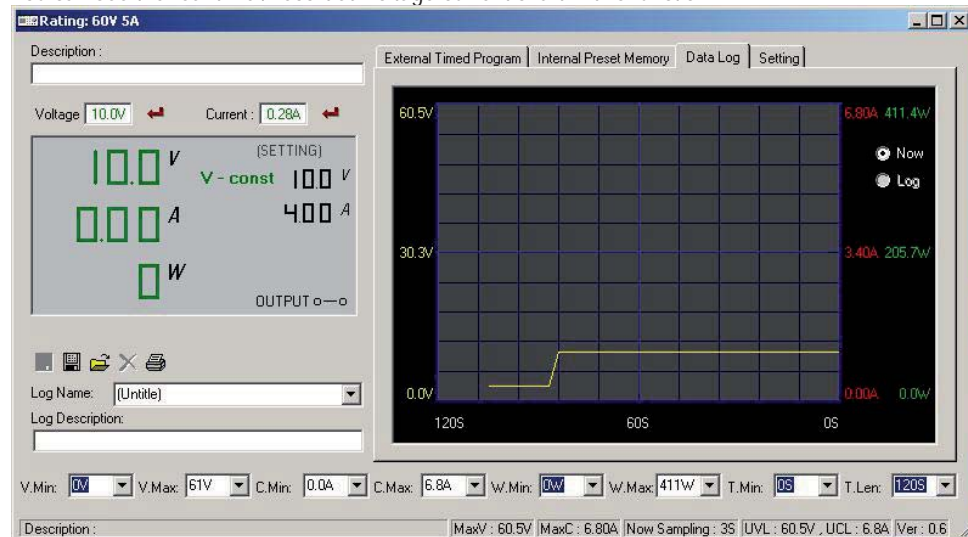 Rating: 60V 5A
Description :
Voltage 10.0V Current : 0.28A
10.0 V
0.00 A
0 W
(SETTING)
V - const 10.0 V
4.00 A
OUTPUT o—o
Log Name: (Untitle)
Log Description:
External Timed Program Internal Preset Memory Data Log Setting
60.5V 6.80A 411.4W
Now
Log
30.3V 3.40A 205.7W
0.0V 0.00A 0.0W
120S 60S 0S
V.Min: 0V V.Max: 61V C.Min: 0.0A C.Max: 6.8A W.Min: 0W W.Max: 411W T.Min: 0S T.Len: 120S
Description : MaxV : 60.5V MaxC : 6.80A Now Sampling : 3S UVL : 60.5V , UCL : 6.8A Ver : 0.6